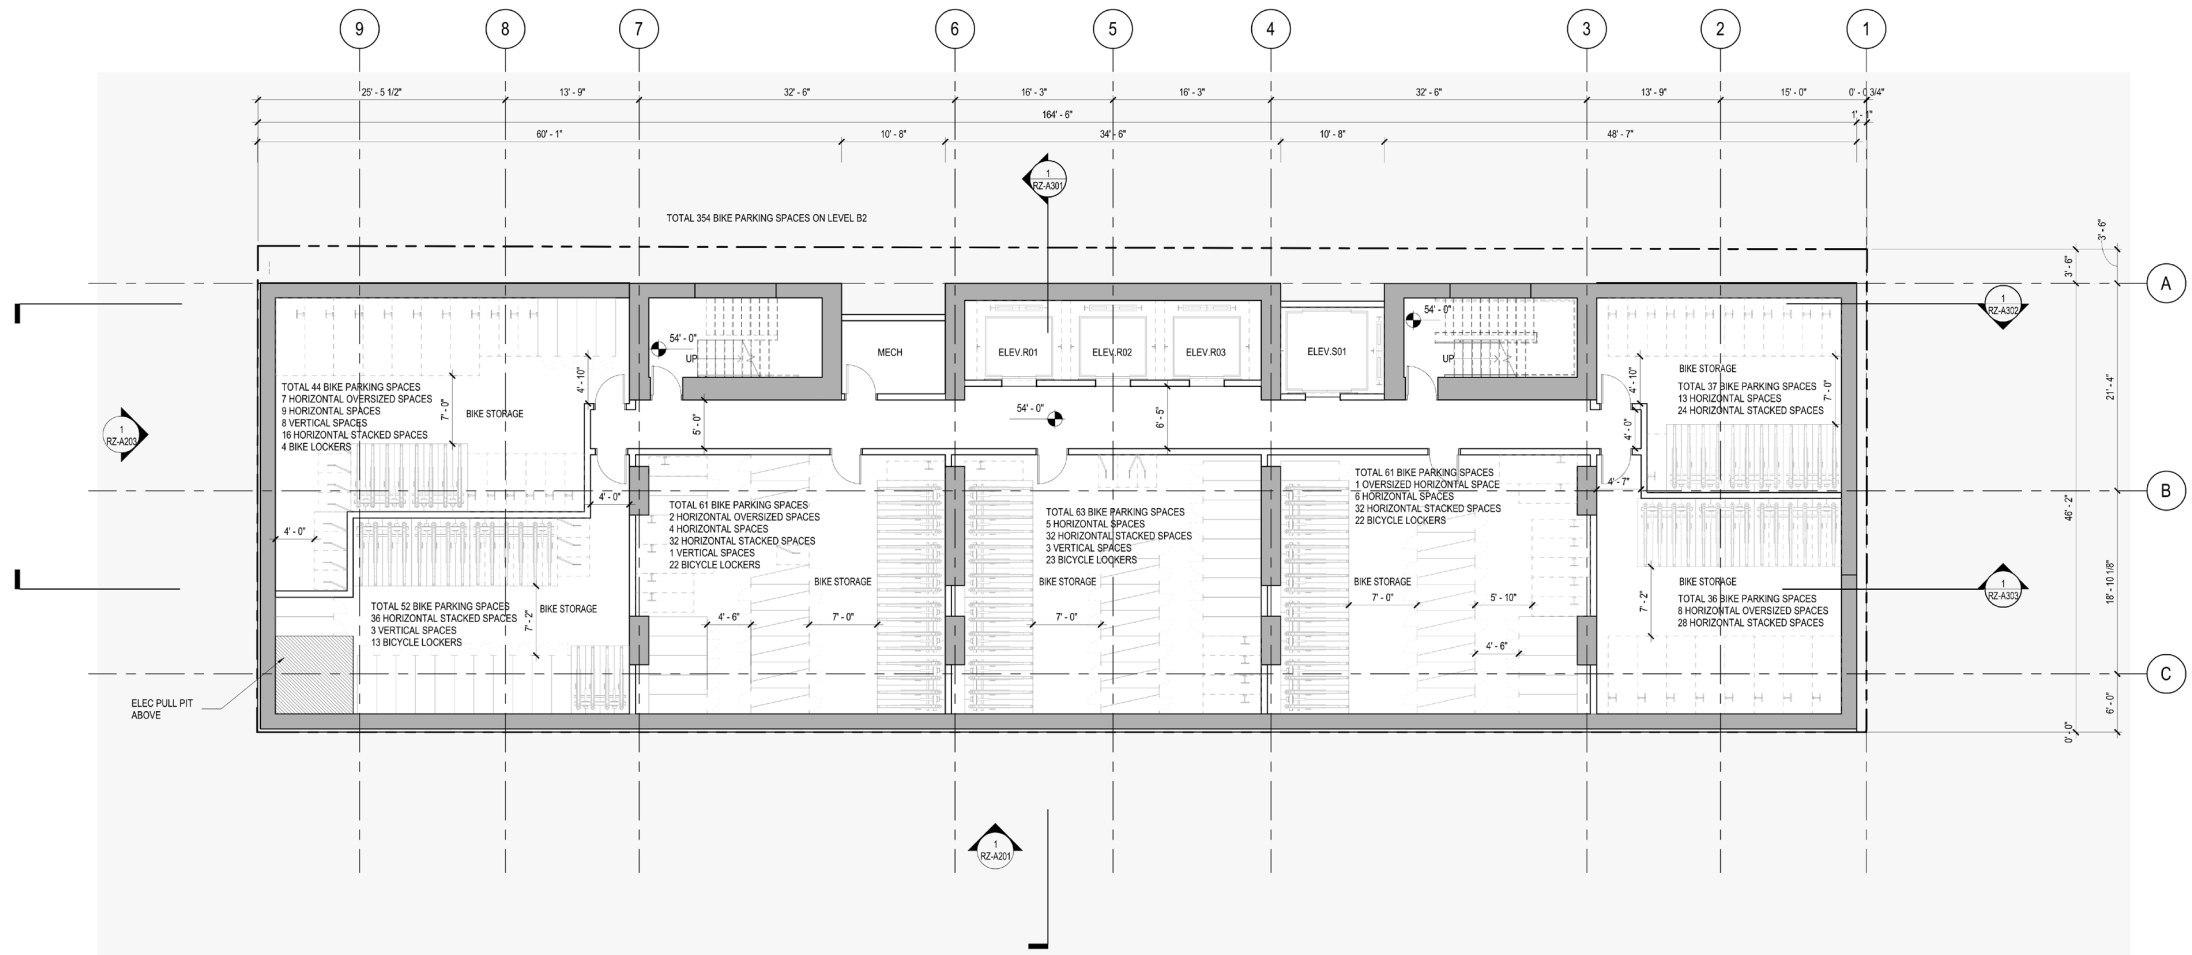 9 8 7 6 5 4 3 2 1
25' - 5 1/2" 13' - 9" 32' - 6" 16' - 3" 16' - 3" 32' - 6" 13' - 9" 15' - 0" 0' - 0 3/4"
164' - 6" 1' - 1"
60' - 1" 10' - 8" 34' - 6" 10' - 8" 48' - 7"
1
RZ-A301
TOTAL 354 BIKE PARKING SPACES ON LEVEL B2
3' - 6"
3' - 6"
A
1
RZ-A302
54' - 0"
UP
MECH
ELEV.R01
ELEV.R02
ELEV.R03
ELEV.S01
54' - 0"
UP
BIKE STORAGE
TOTAL 37 BIKE PARKING SPACES
13 HORIZONTAL SPACES
24 HORIZONTAL STACKED SPACES
4' - 10"
7' - 0"
21' - 4"
TOTAL 44 BIKE PARKING SPACES
7 HORIZONTAL OVERSIZED SPACES
9 HORIZONTAL SPACES
8 VERTICAL SPACES
16 HORIZONTAL STACKED SPACES
4 BIKE LOCKERS
7' - 0"
BIKE STORAGE
4' - 10"
5' - 0"
54' - 0"
6' - 5"
4' - 0"
1
RZ-A203
4' - 0"
4' - 7"
B
46' - 2"
4' - 0"
TOTAL 61 BIKE PARKING SPACES
2 HORIZONTAL OVERSIZED SPACES
4 HORIZONTAL SPACES
32 HORIZONTAL STACKED SPACES
1 VERTICAL SPACES
22 BICYCLE LOCKERS
BIKE STORAGE
4' - 6"
7' - 0"
TOTAL 63 BIKE PARKING SPACES
5 HORIZONTAL SPACES
32 HORIZONTAL STACKED SPACES
3 VERTICAL SPACES
23 BICYCLE LOCKERS
BIKE STORAGE
7' - 0"
TOTAL 61 BIKE PARKING SPACES
1 OVERSIZED HORIZONTAL SPACE
6 HORIZONTAL SPACES
32 HORIZONTAL STACKED SPACES
22 BICYCLE LOCKERS
BIKE STORAGE
7' - 0"
5' - 10"
4' - 6"
BIKE STORAGE
TOTAL 36 BIKE PARKING SPACES
8 HORIZONTAL OVERSIZED SPACES
28 HORIZONTAL STACKED SPACES
7' - 2"
1
RZ-A303
18' - 10 1/8"
TOTAL 52 BIKE PARKING SPACES
36 HORIZONTAL STACKED SPACES
3 VERTICAL SPACES
13 BICYCLE LOCKERS
7' - 2"
BIKE STORAGE
C
ELEC PULL PIT
ABOVE
6' - 0"
0' - 0"
1
RZ-A201